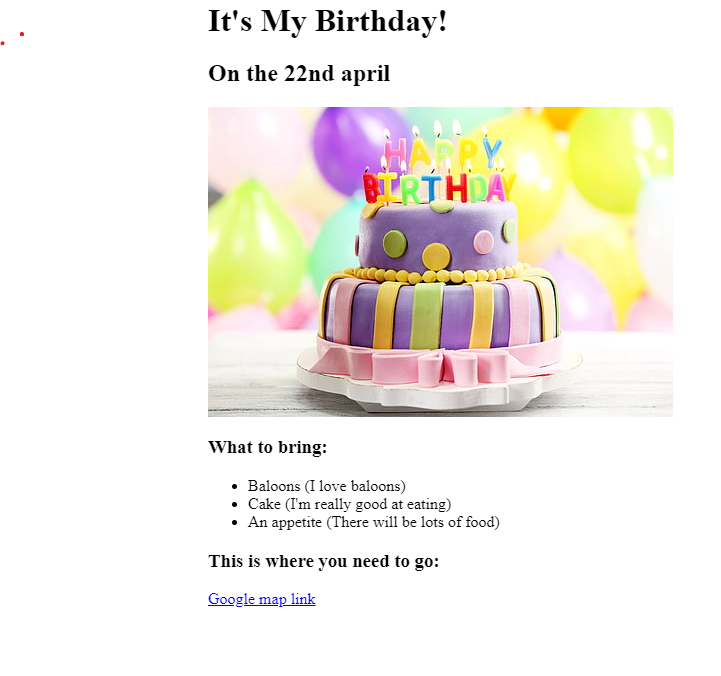 It's My Birthday!
On the 22nd april
HAPPY
BIRTHDAY
What to bring:
Baloons (I love baloons)
Cake (I'm really good at eating)
An appetite (There will be lots of food)
This is where you need to go:
Google map link